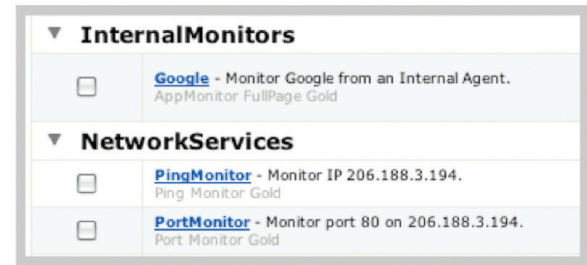 InternalMonitors
Google - Monitor Google from an Internal Agent.
AppMonitor FullPage Gold
NetworkServices
PingMonitor - Monitor IP 206.188.3.194.
Ping Monitor Gold
PortMonitor - Monitor port 80 on 206.188.3.194.
Port Monitor Gold